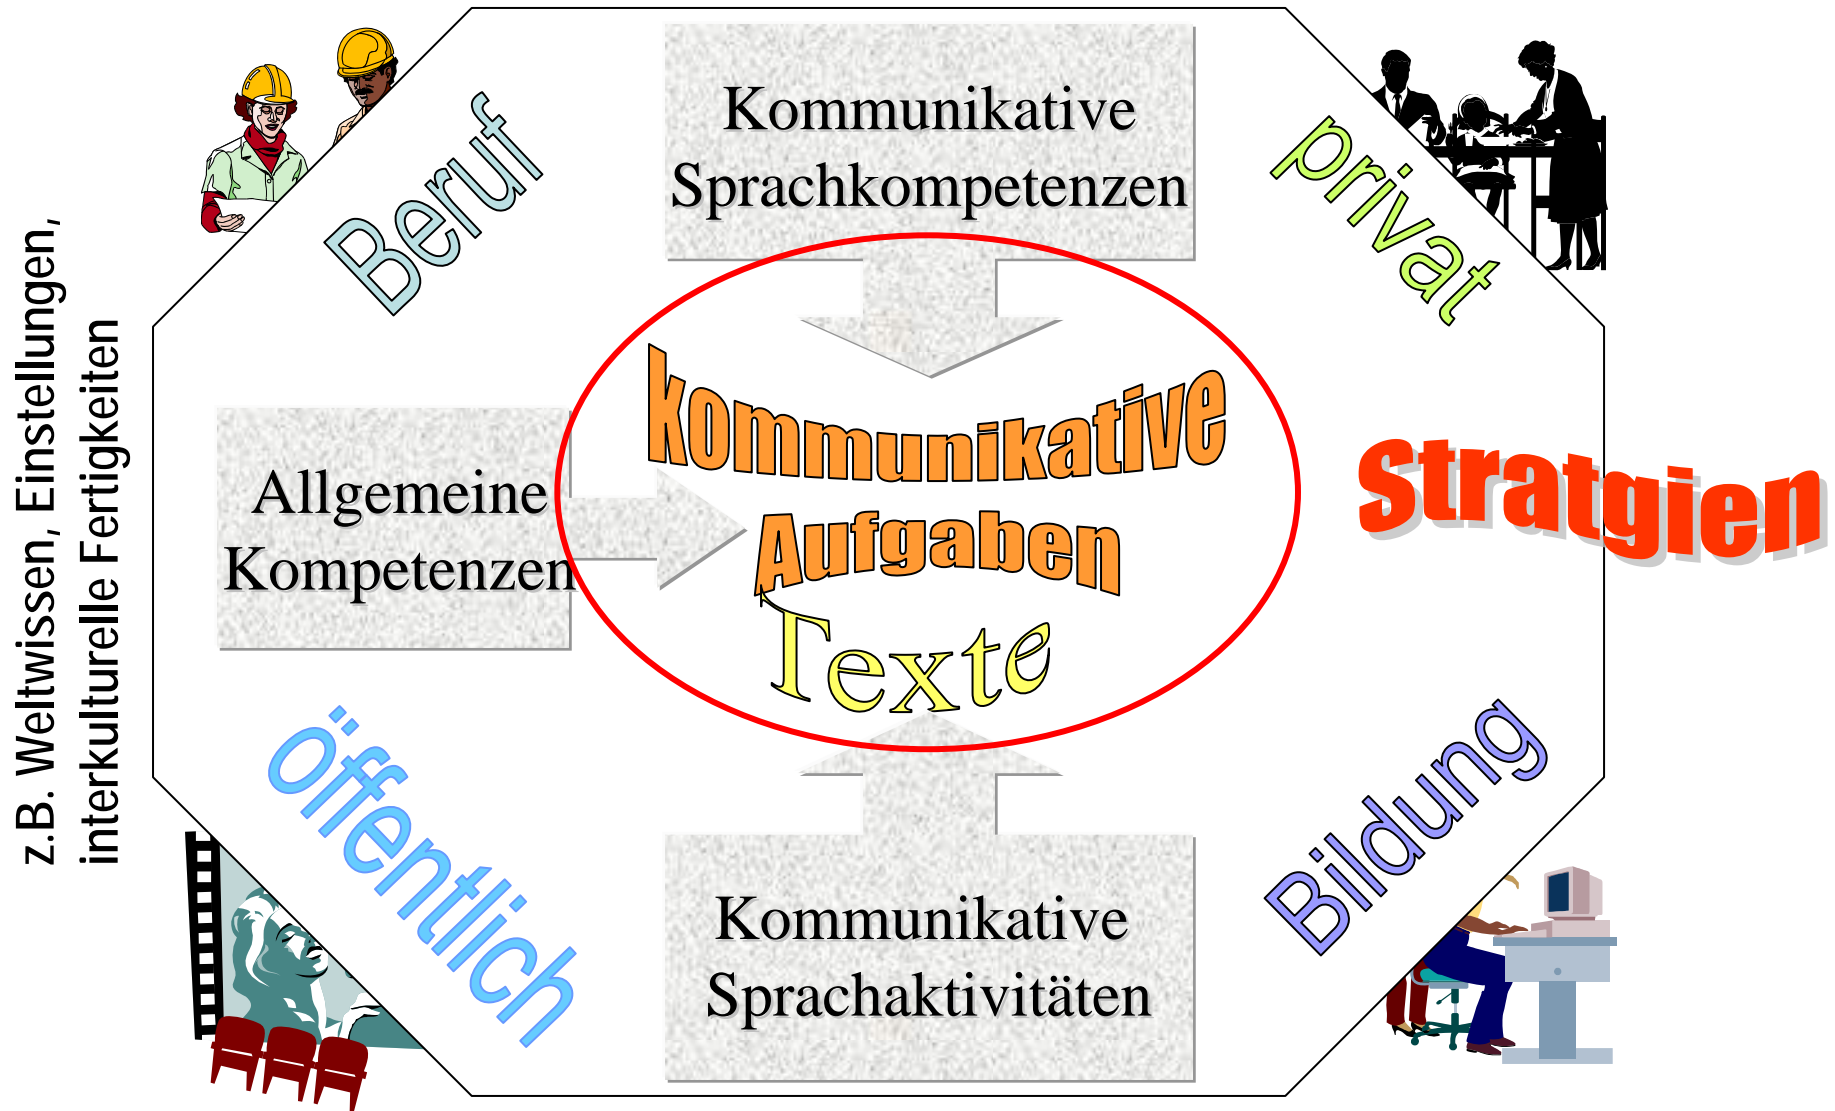 Kommunikative
Sprachkompetenzen
Beruf
privat
z.B. Weltwissen, Einstellungen,
interkulturelle Fertigkeiten
Allgemeine
Kompetenzen
kommunikative
Aufgaben
Texte
Stratgien
öffentlich
Bildung
Kommunikative
Sprachaktivitäten